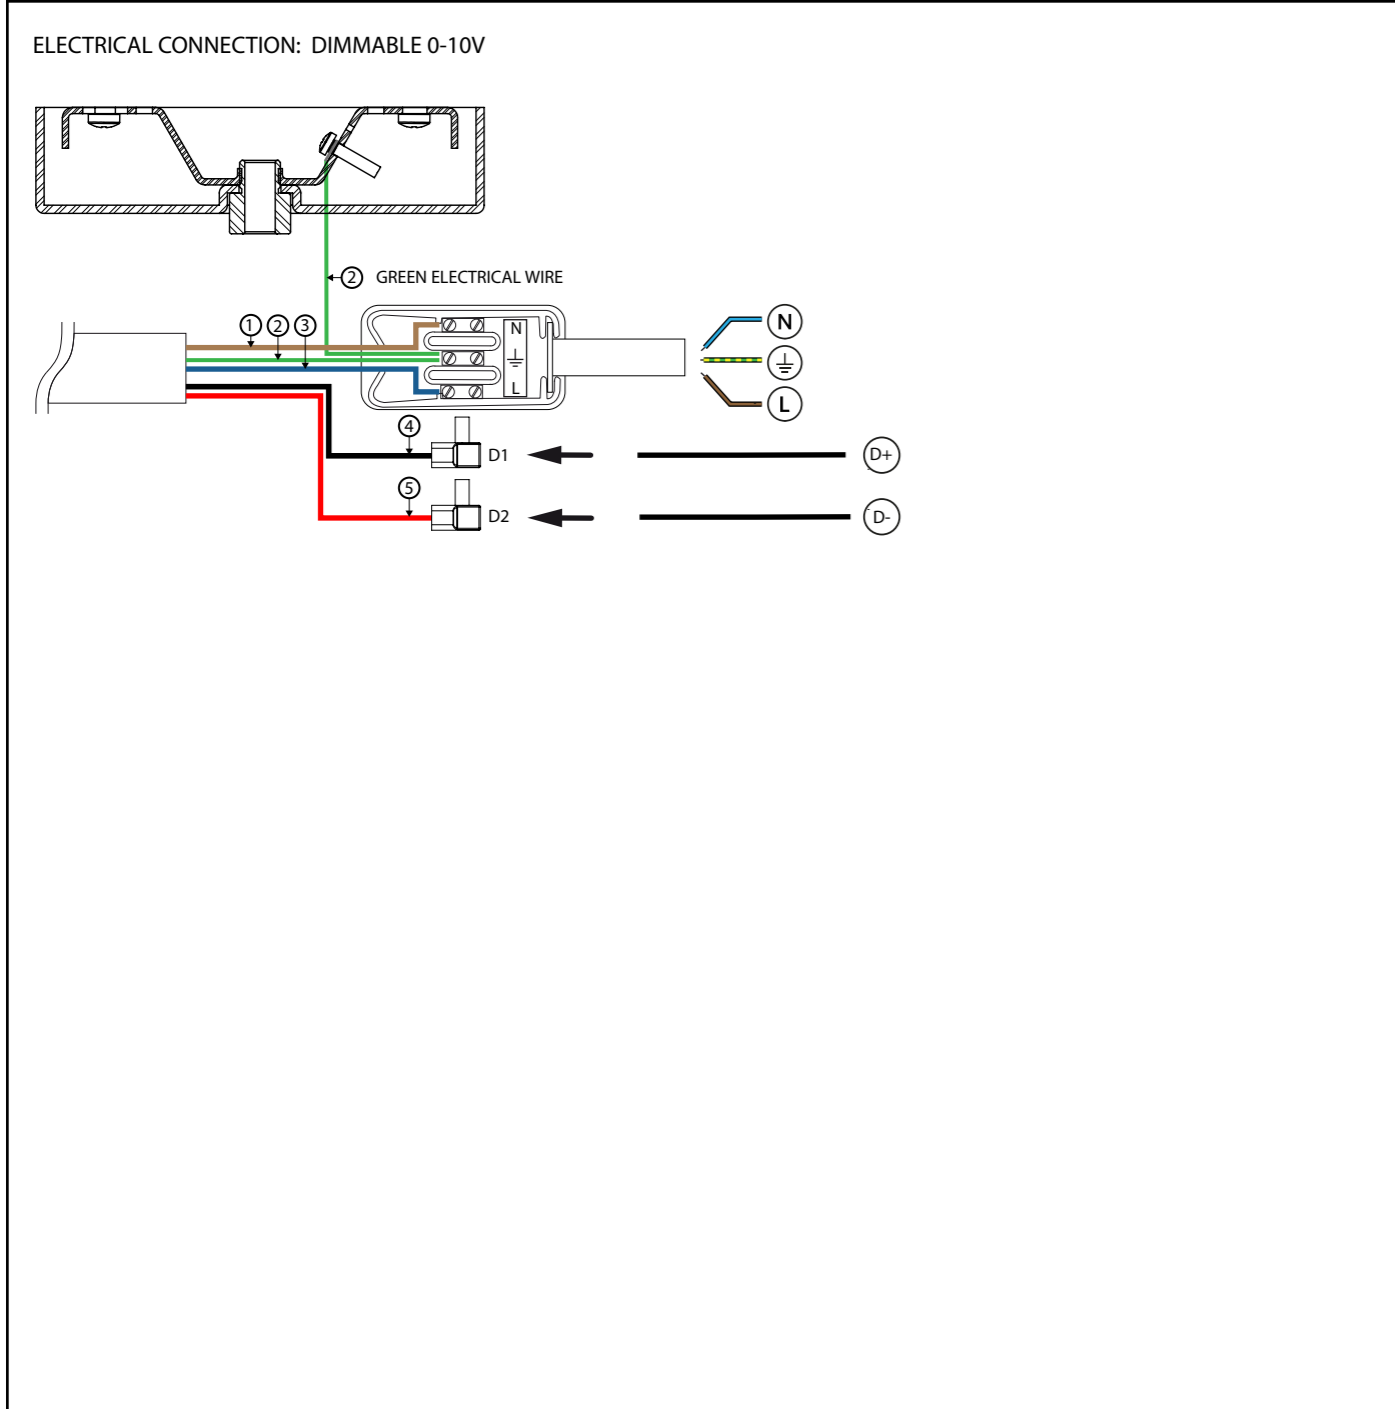 ELECTRICAL CONNECTION: DIMMABLE 0-10V
2 GREEN ELECTRICAL WIRE
1 2 3
N
L
N
L
4
D1
D+
5
D2
D-